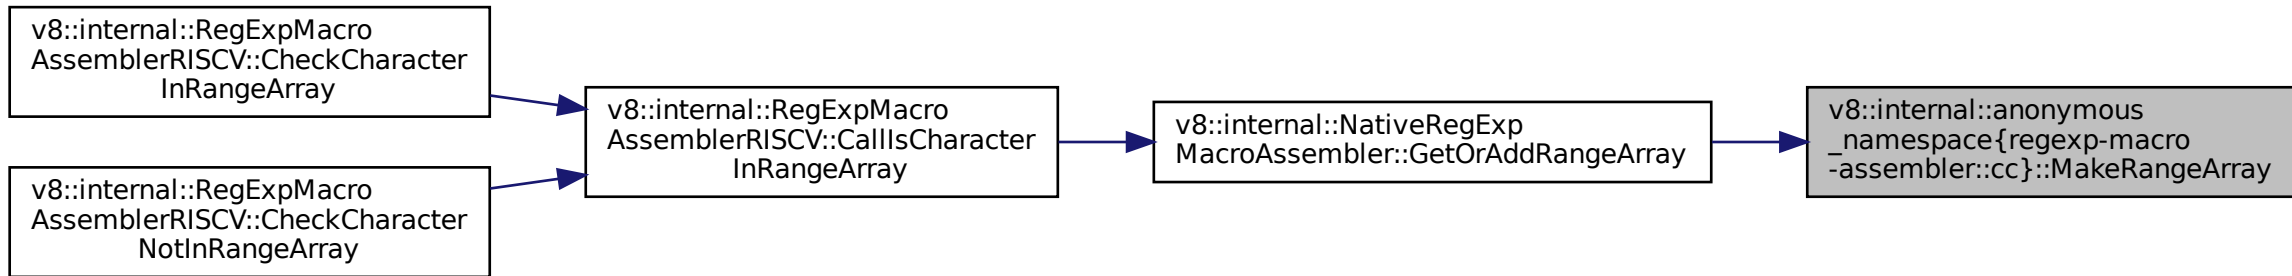 v8::internal::RegExpMacro
AssemblerRISCV::CheckCharacter
InRangeArray
v8::internal::RegExpMacro
AssemblerRISCV::CheckCharacter
NotInRangeArray
v8::internal::RegExpMacro
AssemblerRISCV::CallIsCharacter
InRangeArray
v8::internal::NativeRegExp
MacroAssembler::GetOrAddRangeArray
v8::internal::anonymous
_namespace{regexp-macro
-assembler::cc}::MakeRangeArray